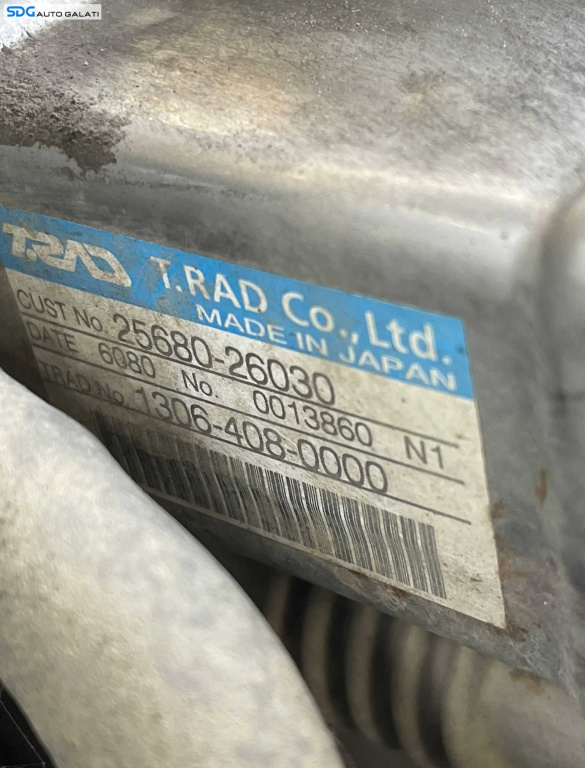 SDG AUTO GALATI
T.RAD T.RAD Co., Ltd.
MADE IN JAPAN
CUST No. 25680-26030
DATE 6080 No. 0013860 N1
TRAD No. 1306-408-0000